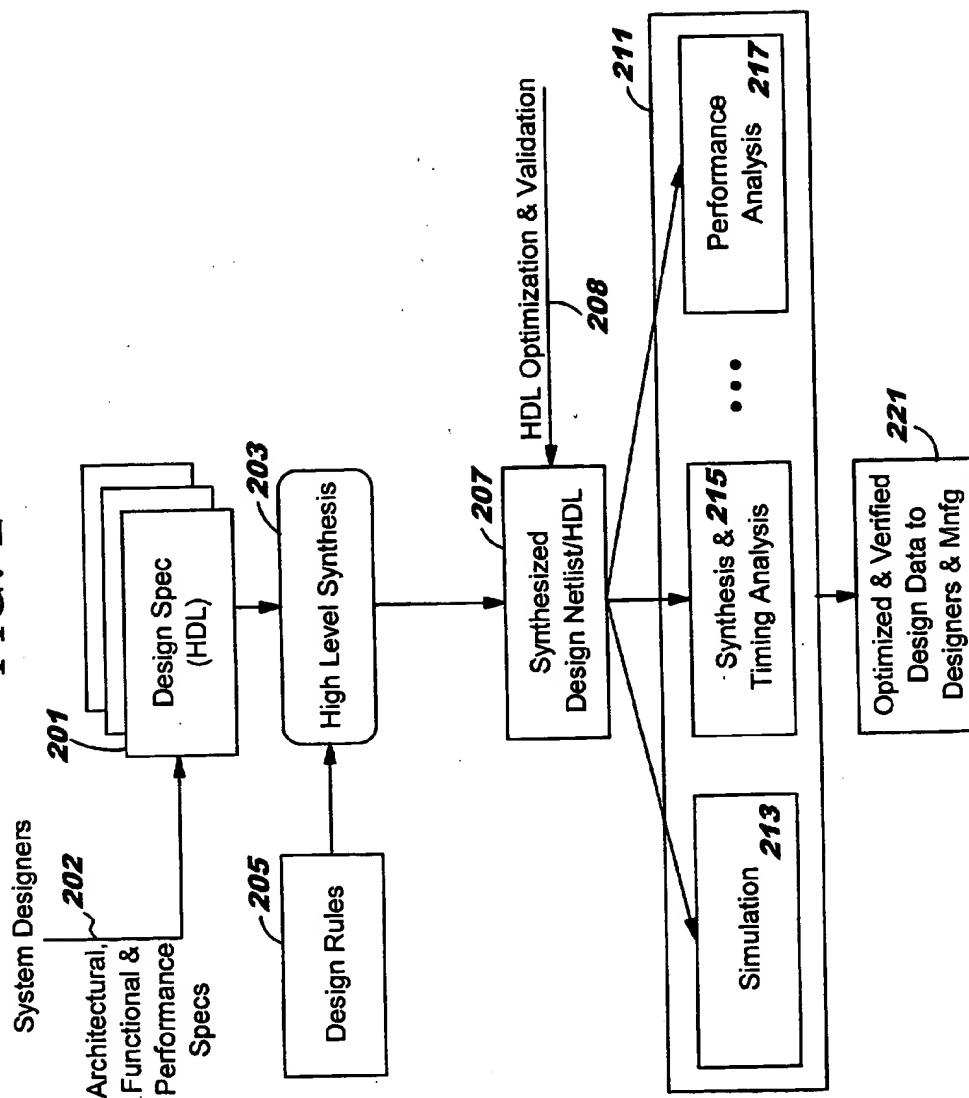 System Designers
202
Architectural,
Functional &
Performance
Specs
201
Design Spec
(HDL)
203
High Level Synthesis
205
Design Rules
207
Synthesized
Design Netlist/HDL
HDL Optimization & Validation
208
211
Simulation
213
Synthesis & 215
Timing Analysis
•••
Performance
Analysis 217
221
Optimized & Verified
Design Data to
Designers & Mnfg